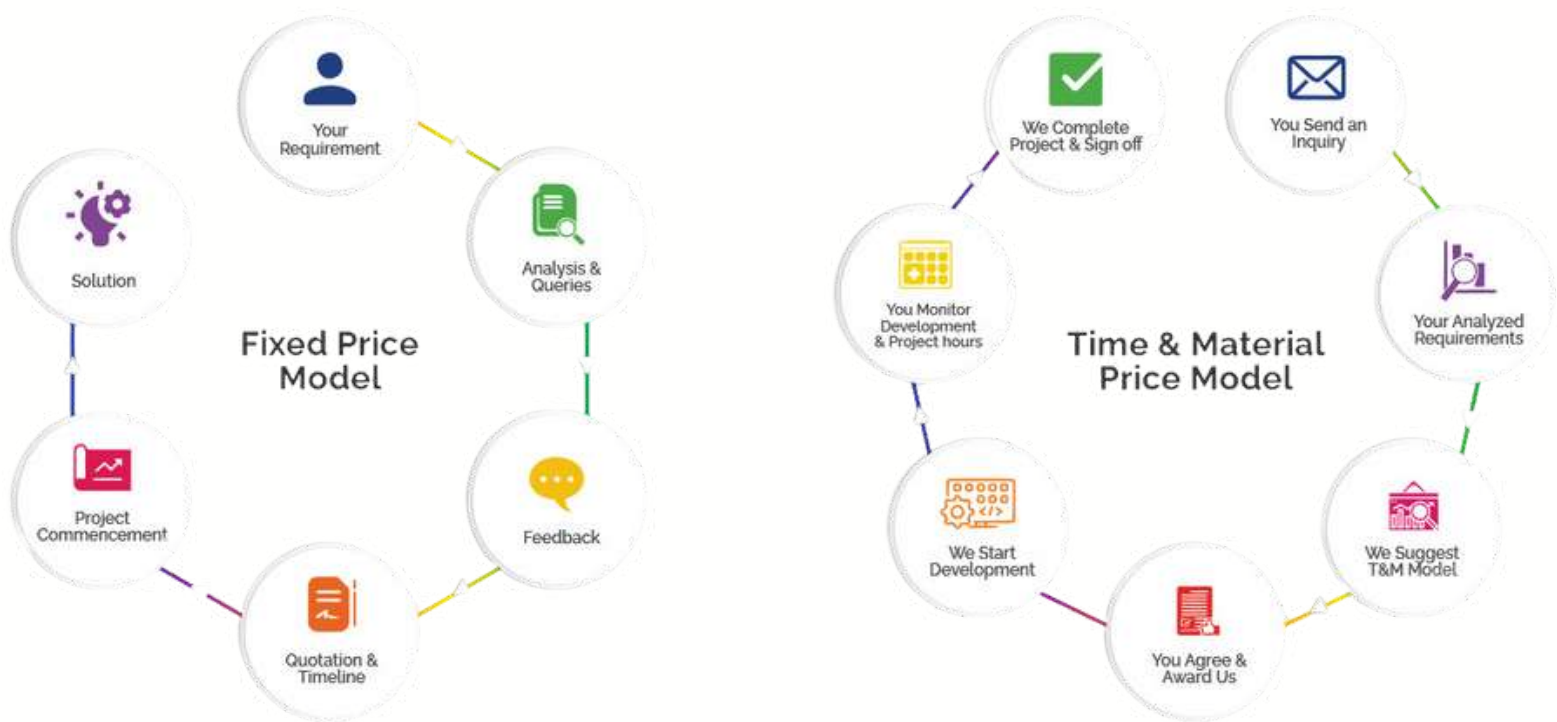 Your
Requirement
Analysis &
Queries
Feedback
Quotation &
Timeline
Project
Commencement
Solution
Fixed Price
Model
You Send an
Inquiry
Your Analyzed
Requirements
We Suggest
T&M Model
You Agree &
Award Us
We Start
Development
You Monitor
Development
& Project hours
We Complete
Project & Sign off
Time & Material
Price Model